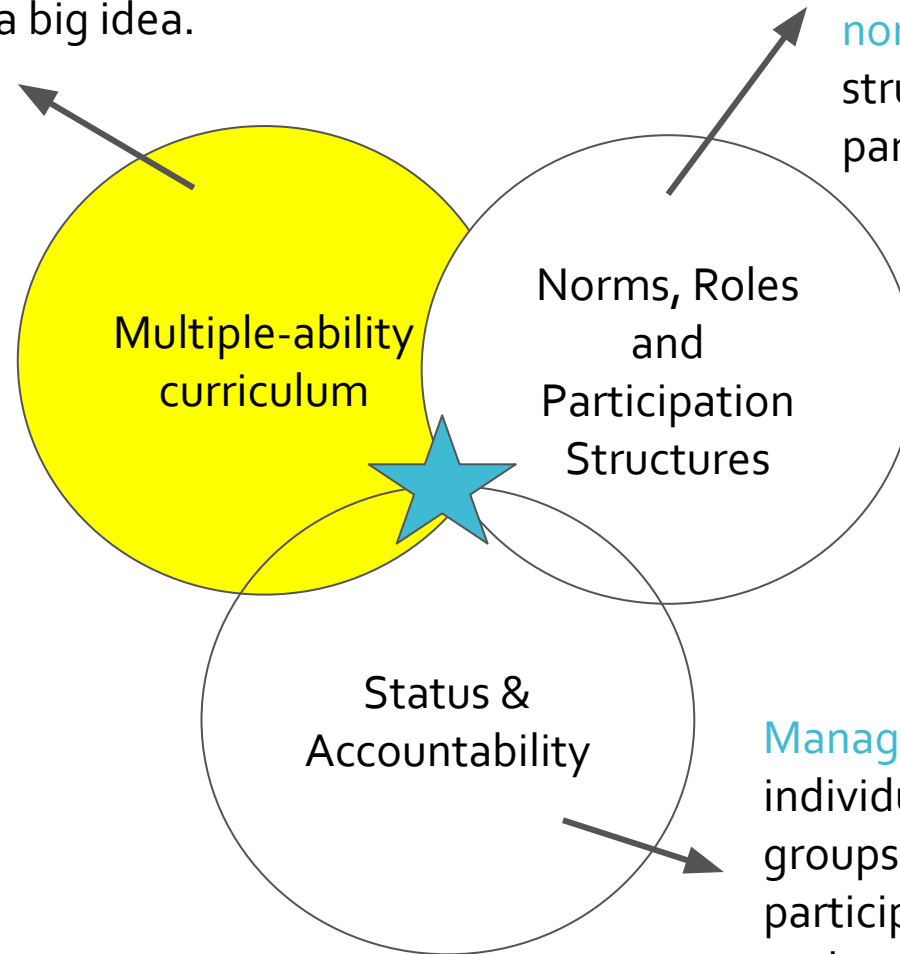 a big idea.
Multiple-ability
curriculum
Norms, Roles
and
Participation
Structures
Status &
Accountability
groups